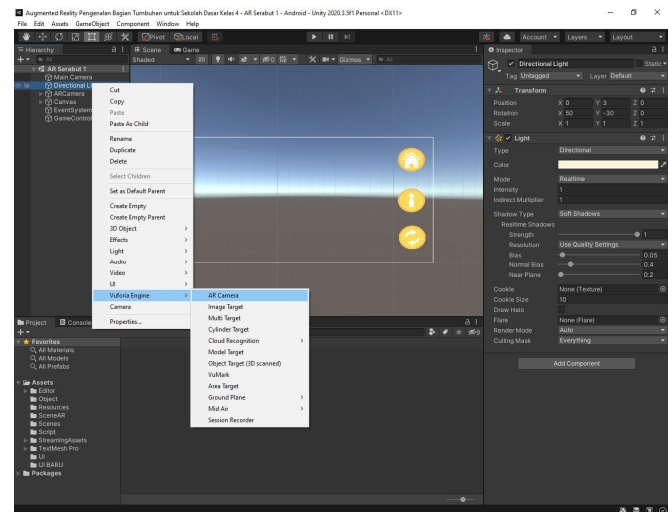 Augmented Reality Pengenalan Bagian Tumbuhan untuk Sekolah Dasar Kelas 4 - AR Serabut 1 - Android - Unity 2020.3.5f1 Personal <DX11>
File Edit Assets GameObject Component Window Help
Pivot Local Account Layers Layout
Hierarchy
All
AR Serabut 1
Main Camera
Directional Li
ARCamera
Canvas
EventSystem
GameControl
Scene Game
Shaded 2D 0 Gizmos All
Cut
Copy
Paste
Paste As Child
Rename
Duplicate
Delete
Select Children
Set as Default Parent
Create Empty
Create Empty Parent
3D Object
Effects
Light
Audio
Video
UI
Vuforia Engine
Camera
Properties...
AR Camera
Image Target
Multi Target
Cylinder Target
Cloud Recognition
Model Target
Object Target (3D scanned)
VuMark
Area Target
Ground Plane
Mid Air
Session Recorder
Project Console
9
Favorites
All Materials
All Models
All Prefabs
Assets
Editor
Object
Resources
SceneAR
Scenes
Script
StreamingAssets
TextMesh Pro
UI
UI BARU
Packages
Inspector
Directional Light Static
Tag Untagged Layer Default
Transform
Position X 0 Y 3 Z 0
Rotation X 50 Y -30 Z 0
Scale X 1 Y 1 Z 1
Light
Type Directional
Color
Mode Realtime
Intensity 1
Indirect Multiplier 1
Shadow Type Soft Shadows
Realtime Shadows
Strength 1
Resolution Use Quality Settings
Bias 0.05
Normal Bias 0.4
Near Plane 0.2
Cookie None (Texture)
Cookie Size 10
Draw Halo
Flare None (Flare)
Render Mode Auto
Culling Mask Everything
Add Component